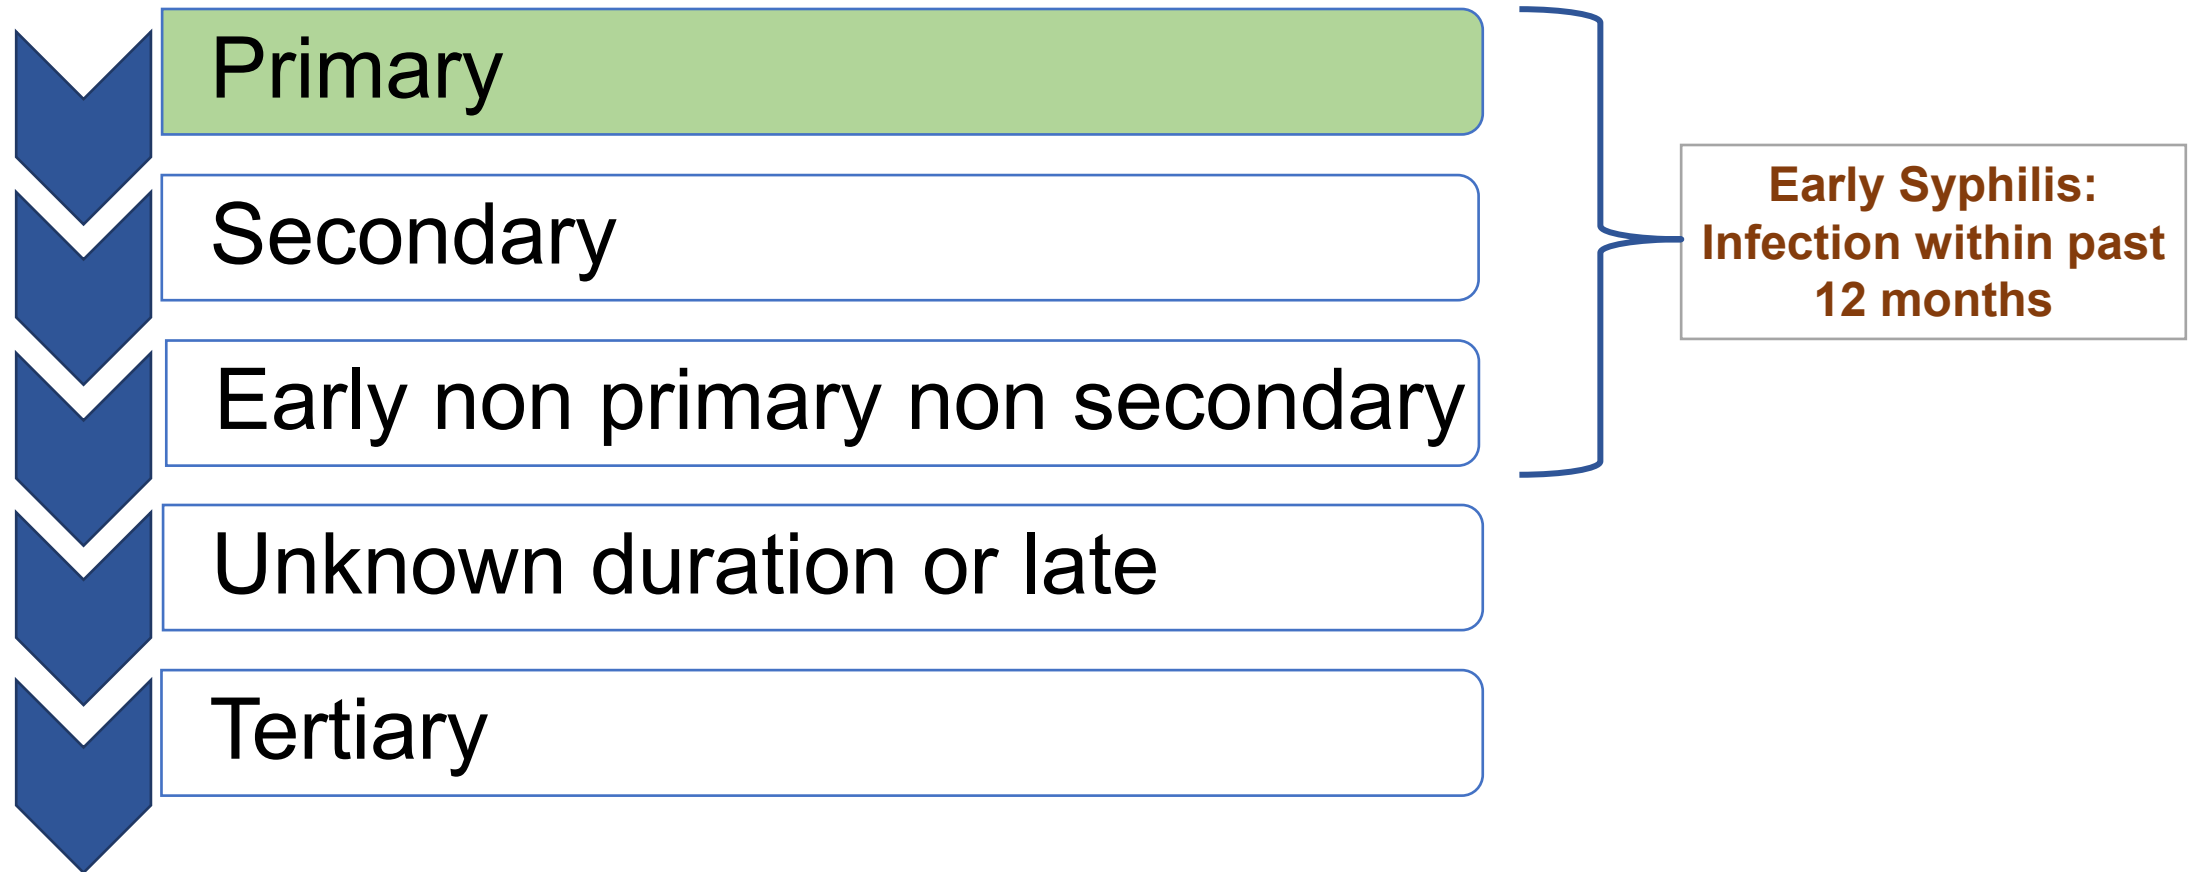 Primary
Secondary
Early non primary non secondary
Unknown duration or late
Tertiary
Early Syphilis:
Infection within past
12 months